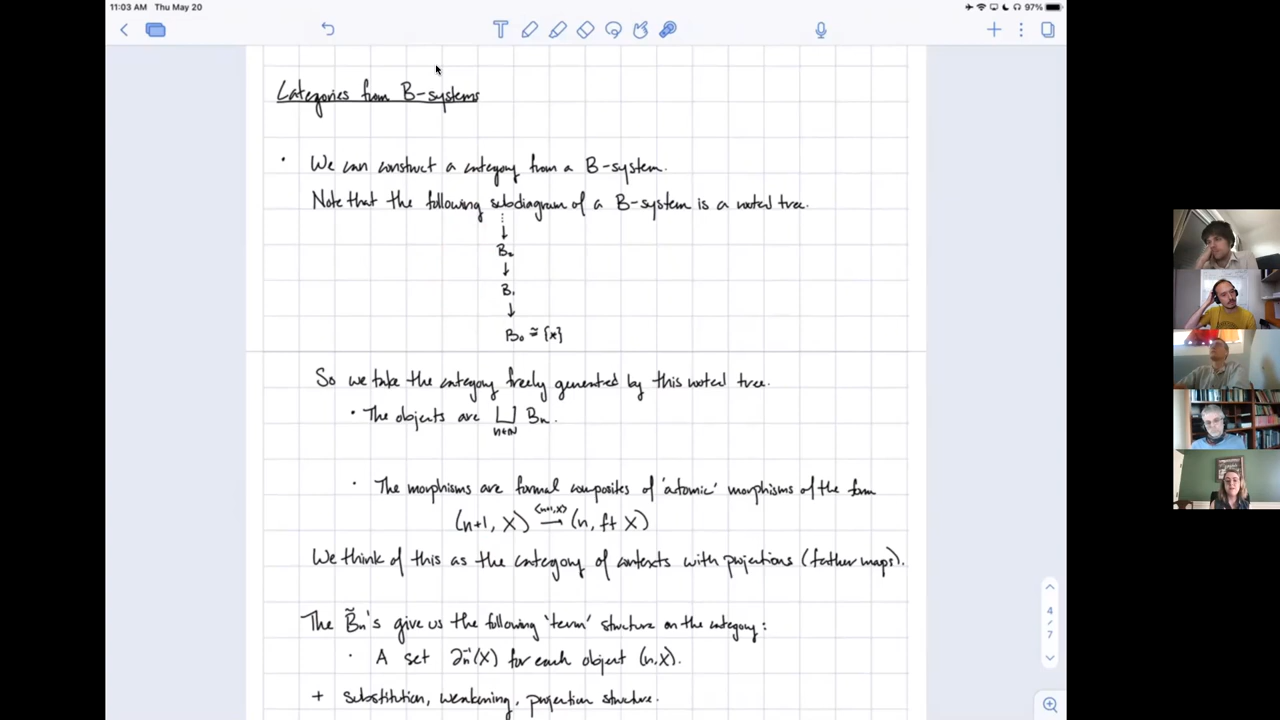 11:03 AM Thu May 20
97%
Categories from B-systems
· We can construct a category from a B-system.
Note that the following subdiagram of a B-system is a rooted tree.
⋮
↓
B₂
↓
B₁
↓
B₀ ≅ {*}
So we take the category freely generated by this rooted tree.
· The objects are ⨆ Bn.
n∈ℕ
· The morphisms are formal composites of 'atomic' morphisms of the form
(n+1, X) —(n+1,X)→ (n, ft X)
We think of this as the category of contexts with projections (father maps).
The B̃n's give us the following 'term' structure on the category:
· A set ∂n⁻¹(X) for each object (n,X).
+ substitution, weakening, projection structure.
4
/
7